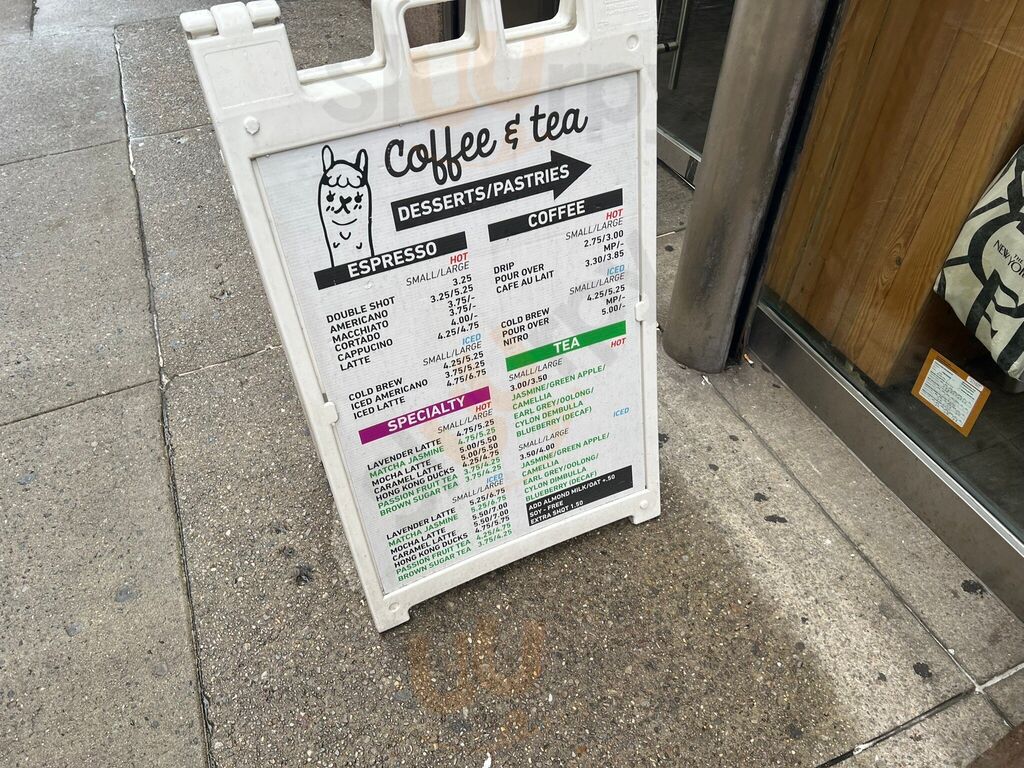 Coffee & tea
DESSERTS/PASTRIES
ESPRESSO
HOT
SMALL/LARGE
DOUBLE SHOT 3.25
AMERICANO 3.25/5.25
MACCHIATO 3.75/-
CORTADO 3.75/-
CAPPUCINO 4.00/-
LATTE 4.25/4.75
ICED
SMALL/LARGE
COLD BREW 4.25/5.25
ICED AMERICANO 3.75/5.25
ICED LATTE 4.75/6.75
SPECIALTY
HOT
SMALL/LARGE
LAVENDER LATTE 4.75/5.25
MATCHA JASMINE 4.75/5.25
MOCHA LATTE 5.00/5.50
CARAMEL LATTE 5.00/5.50
HONG KONG DUCKS 4.25/4.75
PASSION FRUIT TEA 3.75/4.25
BROWN SUGAR TEA 3.75/4.25
ICED
SMALL/LARGE
LAVENDER LATTE 5.25/6.75
MATCHA JASMINE 5.25/6.75
MOCHA LATTE 5.50/7.00
CARAMEL LATTE 5.50/7.00
HONG KONG DUCKS 4.75/5.75
PASSION FRUIT TEA 4.25/4.75
BROWN SUGAR TEA 3.75/4.25
COFFEE
HOT
SMALL/LARGE
DRIP 2.75/3.00
POUR OVER MP/-
CAFE AU LAIT 3.30/3.85
ICED
SMALL/LARGE
COLD BREW 4.25/5.25
POUR OVER MP/-
NITRO 5.00/-
TEA
HOT
SMALL/LARGE
3.00/3.50
JASMINE/GREEN APPLE/
CAMELLIA
EARL GREY/OOLONG/
CYLON DEMBULLA
BLUEBERRY (DECAF)
ICED
SMALL/LARGE
3.50/4.00
JASMINE/GREEN APPLE/
CAMELLIA
EARL GREY/OOLONG/
CYLON DIMBULLA
BLUEBERRY (DECAF)
ADD ALMOND MILK/OAT +.50
SOY - FREE
EXTRA SHOT 1.50
THE
NEW YORK